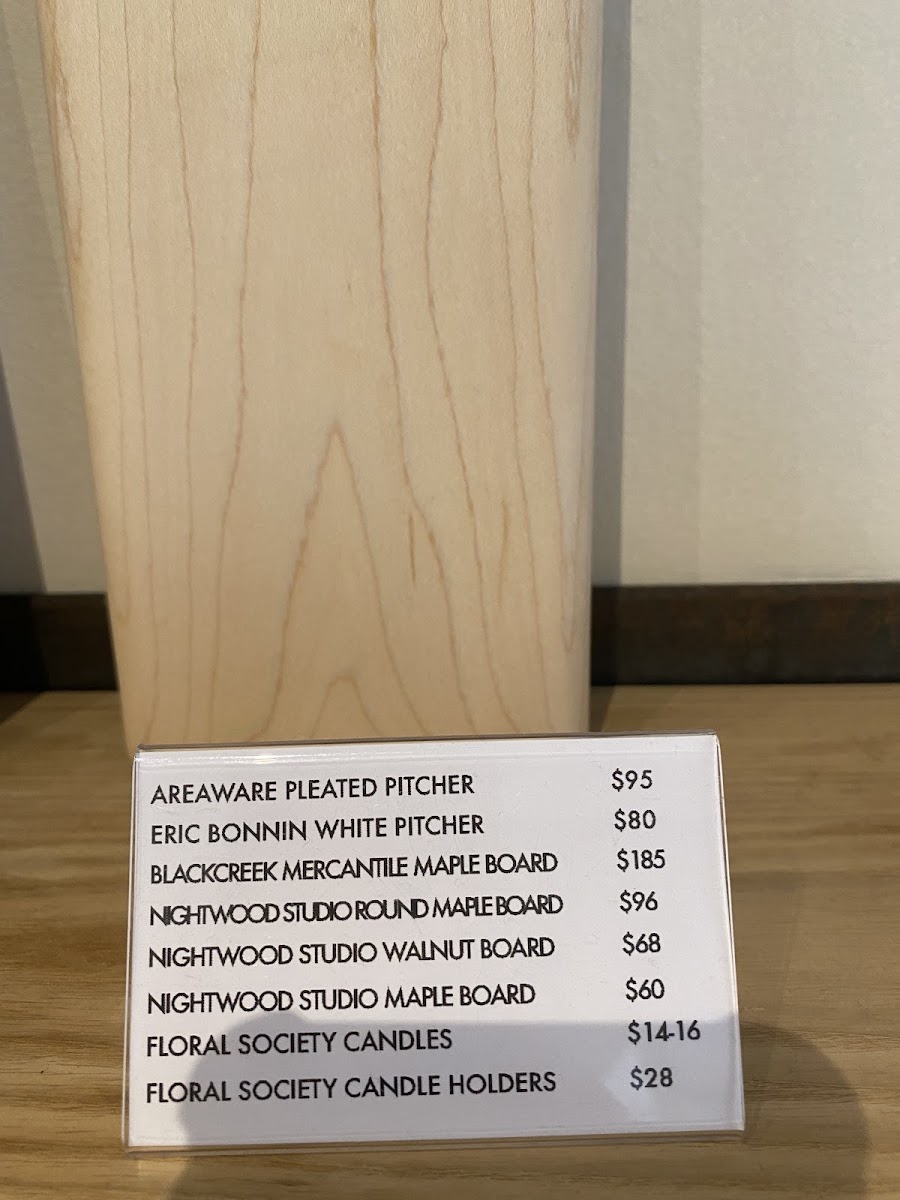 AREAWARE PLEATED PITCHER $95
ERIC BONNIN WHITE PITCHER $80
BLACKCREEK MERCANTILE MAPLE BOARD $185
NIGHTWOOD STUDIO ROUND MAPLE BOARD $96
NIGHTWOOD STUDIO WALNUT BOARD $68
NIGHTWOOD STUDIO MAPLE BOARD $60
FLORAL SOCIETY CANDLES $14-16
FLORAL SOCIETY CANDLE HOLDERS $28